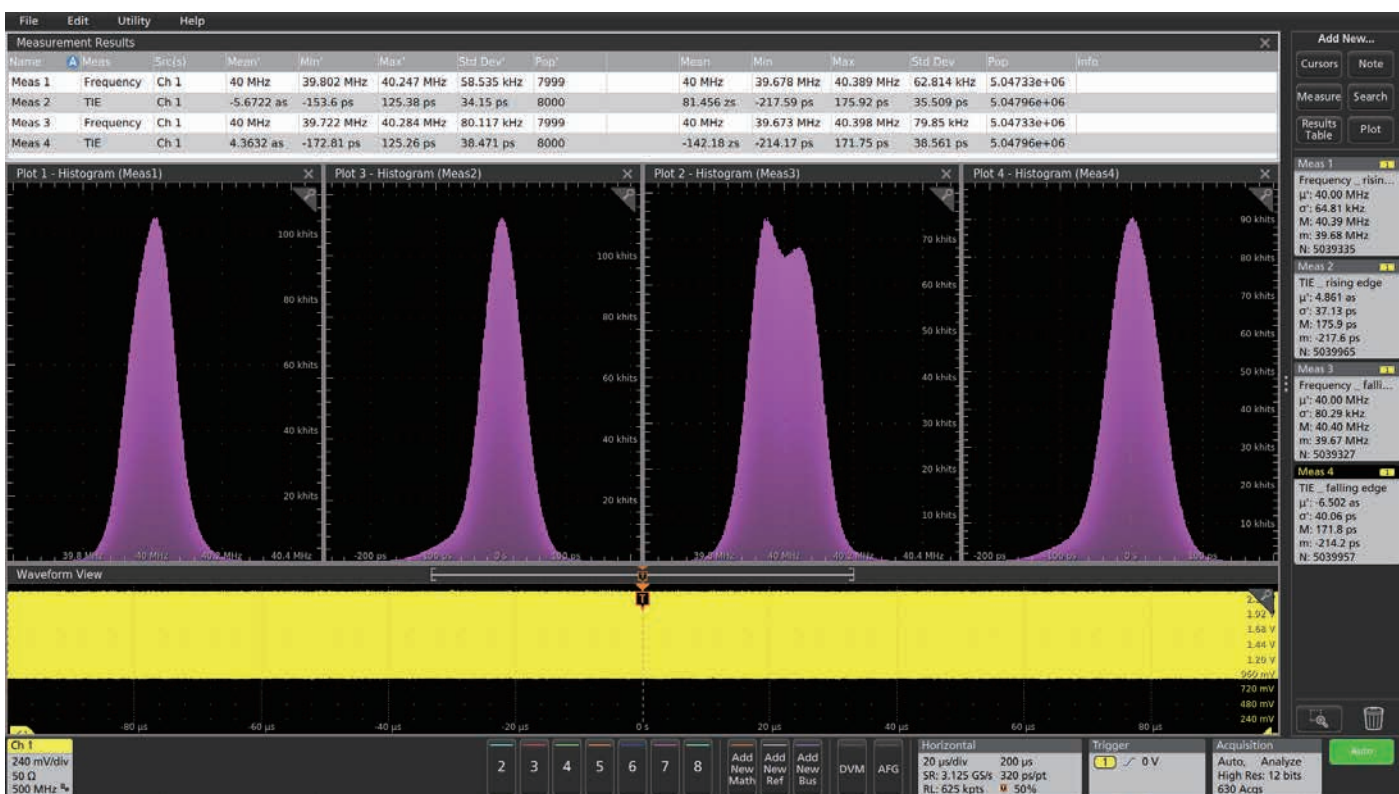 File Edit Utility Help
Measurement Results
Name A Meas Src(s) Mean' Min' Max' Std Dev' Pop' Mean Min Max Std Dev Pop Info
Meas 1 Frequency Ch 1 40 MHz 39.802 MHz 40.247 MHz 58.535 kHz 7999 40 MHz 39.678 MHz 40.389 MHz 62.814 kHz 5.04733e+06
Meas 2 TIE Ch 1 -5.6722 as -153.6 ps 125.38 ps 34.15 ps 8000 81.456 zs -217.59 ps 175.92 ps 35.509 ps 5.04796e+06
Meas 3 Frequency Ch 1 40 MHz 39.722 MHz 40.284 MHz 80.117 kHz 7999 40 MHz 39.673 MHz 40.398 MHz 79.85 kHz 5.04733e+06
Meas 4 TIE Ch 1 4.3632 as -172.81 ps 125.26 ps 38.471 ps 8000 -142.18 zs -214.17 ps 171.75 ps 38.561 ps 5.04796e+06
Plot 1 - Histogram (Meas1)
100 khits
80 khits
60 khits
40 khits
20 khits
39.8 MHz 40 MHz 40.2 MHz 40.4 MHz
Plot 3 - Histogram (Meas2)
100 khits
80 khits
60 khits
40 khits
20 khits
-200 ps -100 ps 0 s 100 ps
Plot 2 - Histogram (Meas3)
70 khits
60 khits
50 khits
40 khits
30 khits
20 khits
10 khits
39.8 MHz 40 MHz 40.2 MHz 40.4 MHz
Plot 4 - Histogram (Meas4)
90 khits
80 khits
70 khits
60 khits
50 khits
40 khits
30 khits
20 khits
10 khits
-200 ps -100 ps 0 s 100 ps
Waveform View
T
1.92 V
1.68 V
1.44 V
1.20 V
960 mV
720 mV
480 mV
240 mV
-80 µs -60 µs -40 µs -20 µs 0 s 20 µs 40 µs 60 µs 80 µs
Add New...
Cursors Note
Measure Search
Results Table Plot
Meas 1 1
Frequency _ risin...
µ': 40.00 MHz
σ': 64.81 kHz
M: 40.39 MHz
m: 39.68 MHz
N: 5039335
Meas 2 1
TIE _ rising edge
µ': 4.861 as
σ': 37.13 ps
M: 175.9 ps
m: -217.6 ps
N: 5039965
Meas 3 1
Frequency _ falli...
µ': 40.00 MHz
σ': 80.29 kHz
M: 40.40 MHz
m: 39.67 MHz
N: 5039327
Meas 4 1
TIE _ falling edge
µ': -6.502 as
σ': 40.06 ps
M: 171.8 ps
m: -214.2 ps
N: 5039957
Ch 1
240 mV/div
50 Ω
500 MHz
2 3 4 5 6 7 8
Add New Math
Add New Ref
Add New Bus
DVM AFG
Horizontal
20 µs/div 200 µs
SR: 3.125 GS/s 320 ps/pt
RL: 625 kpts 50%
Trigger
1 0 V
Acquisition
Auto, Analyze
High Res: 12 bits
630 Acqs
Auto